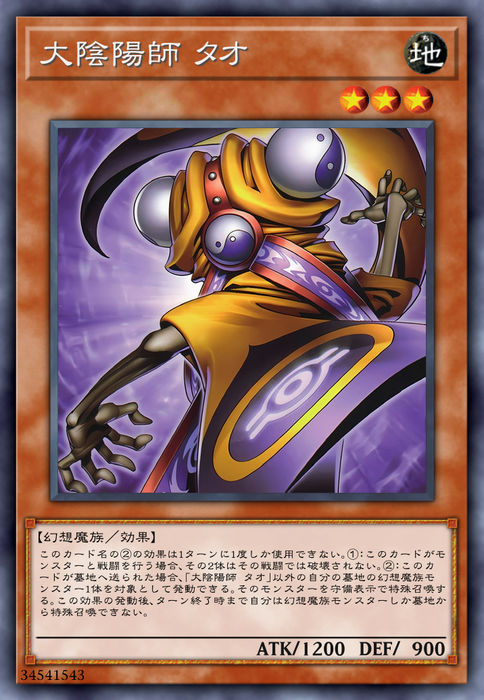 大陰陽師 タオ
ち
地
【幻想魔族／効果】
このカード名の②の効果は1ターンに1度しか使用できない。①：このカードがモ
ンスターと戦闘を行う場合、その2体はその戦闘では破壊されない。②：このカ
ードが墓地へ送られた場合、「大陰陽師 タオ」以外の自分の墓地の幻想魔族モ
ンスター1体を対象として発動できる。そのモンスターを守備表示で特殊召喚す
る。この効果の発動後、ターン終了時まで自分は幻想魔族モンスターしか墓地か
ら特殊召喚できない。
ATK/1200 DEF/ 900
34541543